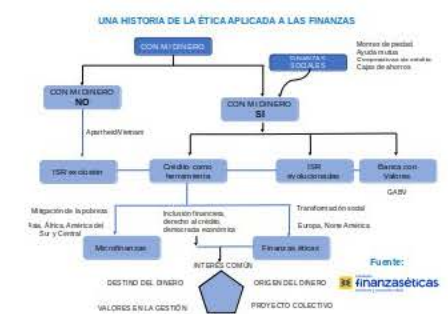 UNA HISTORIA DE LA ÉTICA APLICADA A LAS FINANZAS
CON MI DINERO
FINANZAS
SOCIALES
Montes de piedad
Ayuda mutua
Cooperativas de crédito
Cajas de ahorros
CON MI DINERO
NO
CON MI DINERO
SI
Apartheid/Vietnam
ISR exclusión
Crédito como
herramienta
ISR
evolucionadas
Banca con
Valores
GABV
Mitigación de la pobreza
Asia, África, América del
Sur y Central
Inclusión financiera,
derecho al crédito,
democracia económica
Transformación social
Europa, Norte América
Microfinanzas
Finanzas éticas
INTERÉS COMÚN
DESTINO DEL DINERO
ORIGEN DEL DINERO
VALORES EN LA GESTIÓN
PROYECTO COLECTIVO
Fuente:
finanzaséticas